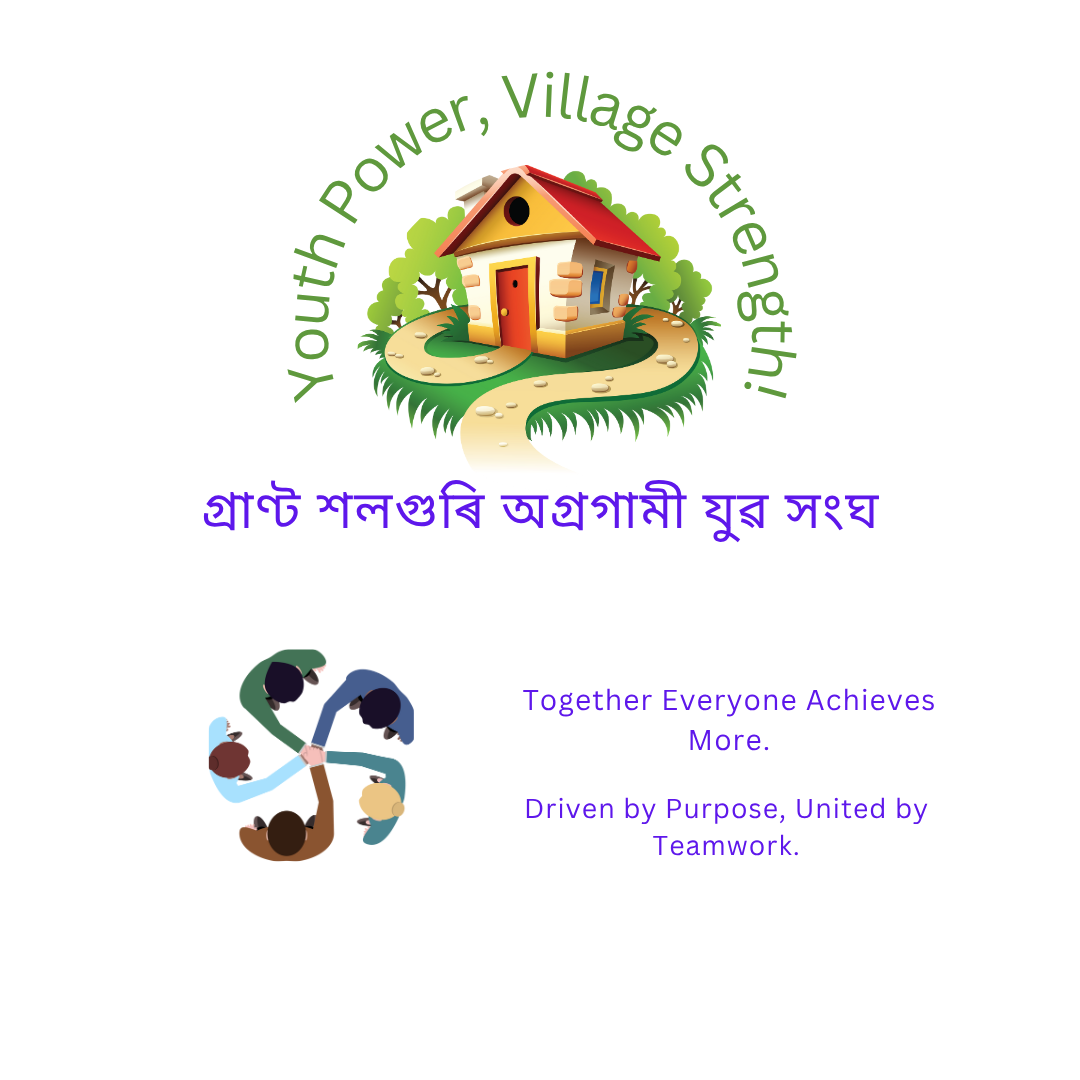 Youth Power, Village Strength!
গ্ৰাণ্ট শলগুৰি অগ্ৰগামী যুৱ সংঘ
Together Everyone Achieves
More.
Driven by Purpose, United by
Teamwork.